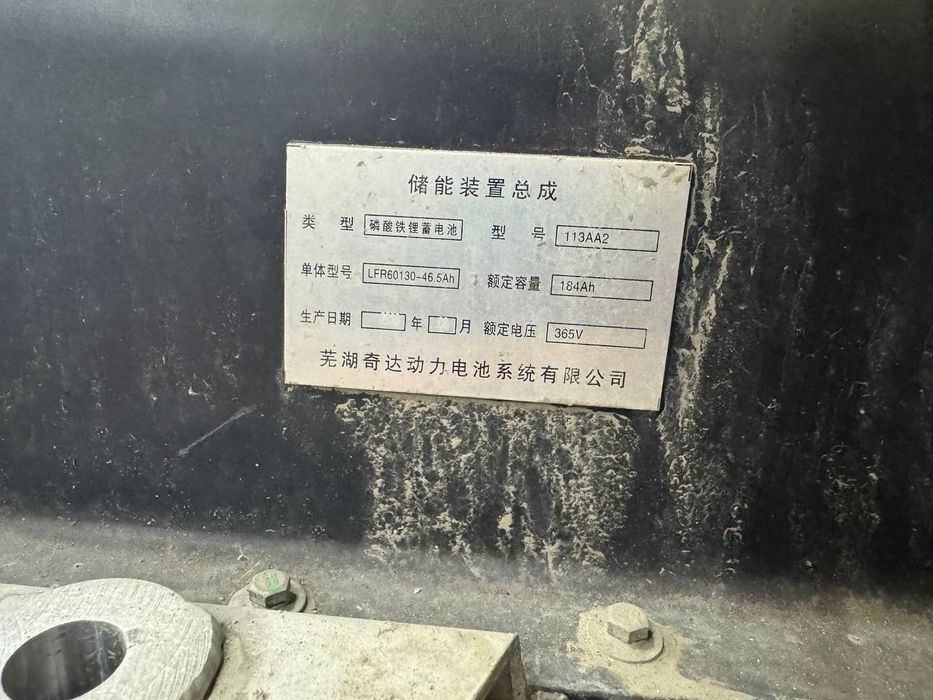 储能装置总成
类 型 磷酸铁锂蓄电池 型 号 113AA2
单体型号 LFR60130-46.5Ah 额定容量 184Ah
生产日期 年 月 额定电压 365V
芜湖奇达动力电池系统有限公司